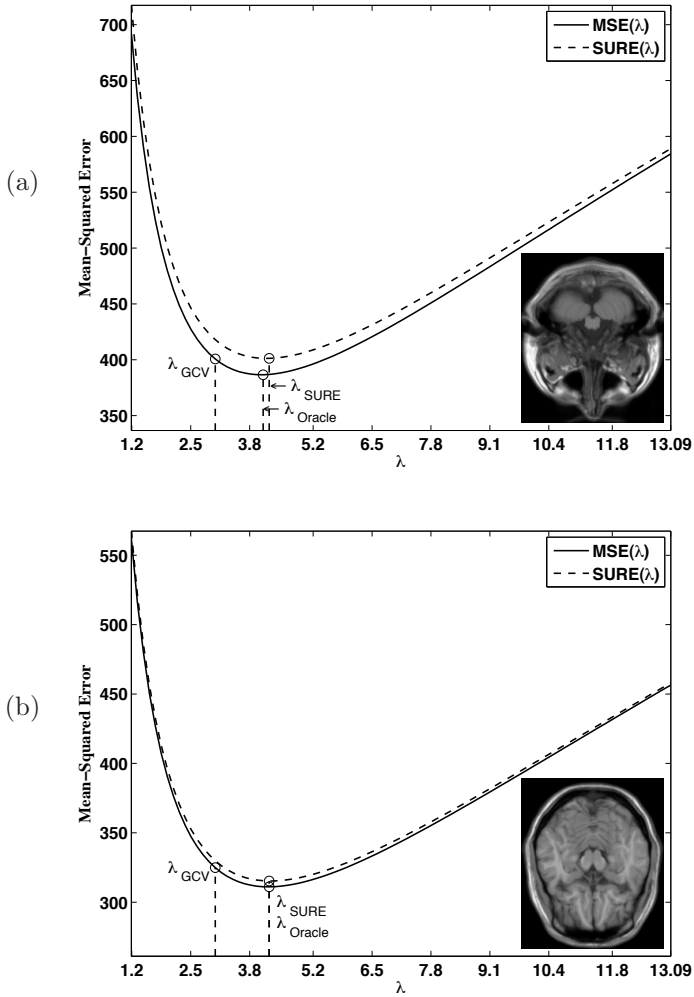 (a)
Mean-Squared Error
700
650
600
550
500
450
400
350
MSE(λ)
SURE(λ)
λ GCV
λ SURE
λ Oracle
1.2 2.5 3.8 5.2 6.5 7.8 9.1 10.4 11.8 13.09
λ
(b)
Mean-Squared Error
550
500
450
400
350
300
MSE(λ)
SURE(λ)
λ GCV
λ SURE
λ Oracle
1.2 2.5 3.8 5.2 6.5 7.8 9.1 10.4 11.8 13.09
λ